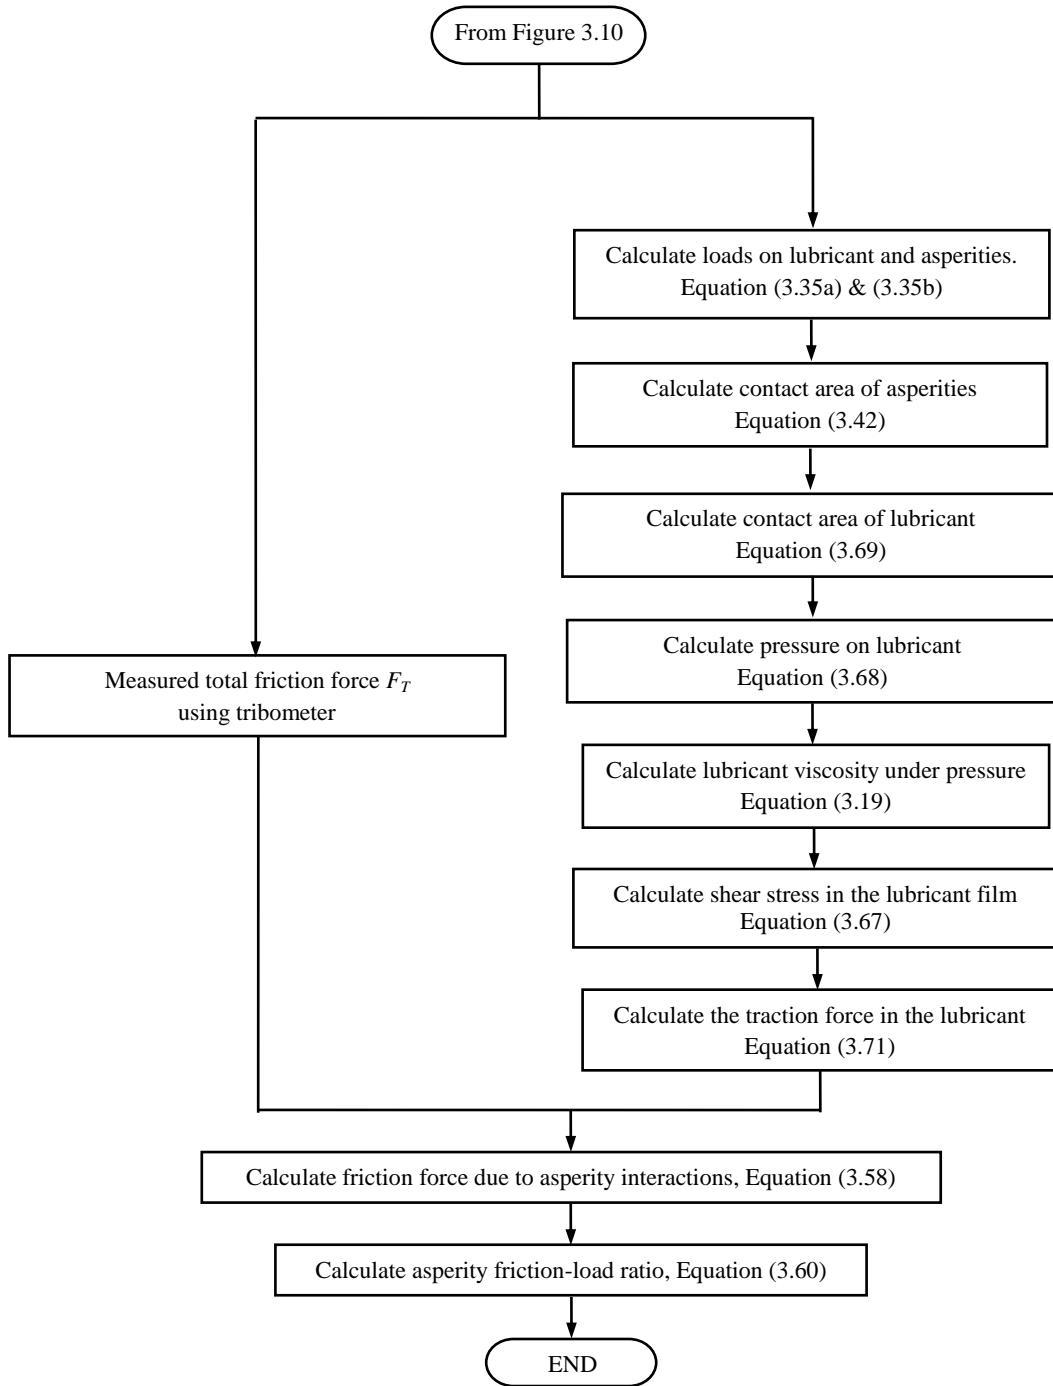 From Figure 3.10
Calculate loads on lubricant and asperities.
Equation (3.35a) & (3.35b)
Calculate contact area of asperities
Equation (3.42)
Calculate contact area of lubricant
Equation (3.69)
Calculate pressure on lubricant
Equation (3.68)
Measured total friction force F_T
using tribometer
Calculate lubricant viscosity under pressure
Equation (3.19)
Calculate shear stress in the lubricant film
Equation (3.67)
Calculate the traction force in the lubricant
Equation (3.71)
Calculate friction force due to asperity interactions, Equation (3.58)
Calculate asperity friction-load ratio, Equation (3.60)
END